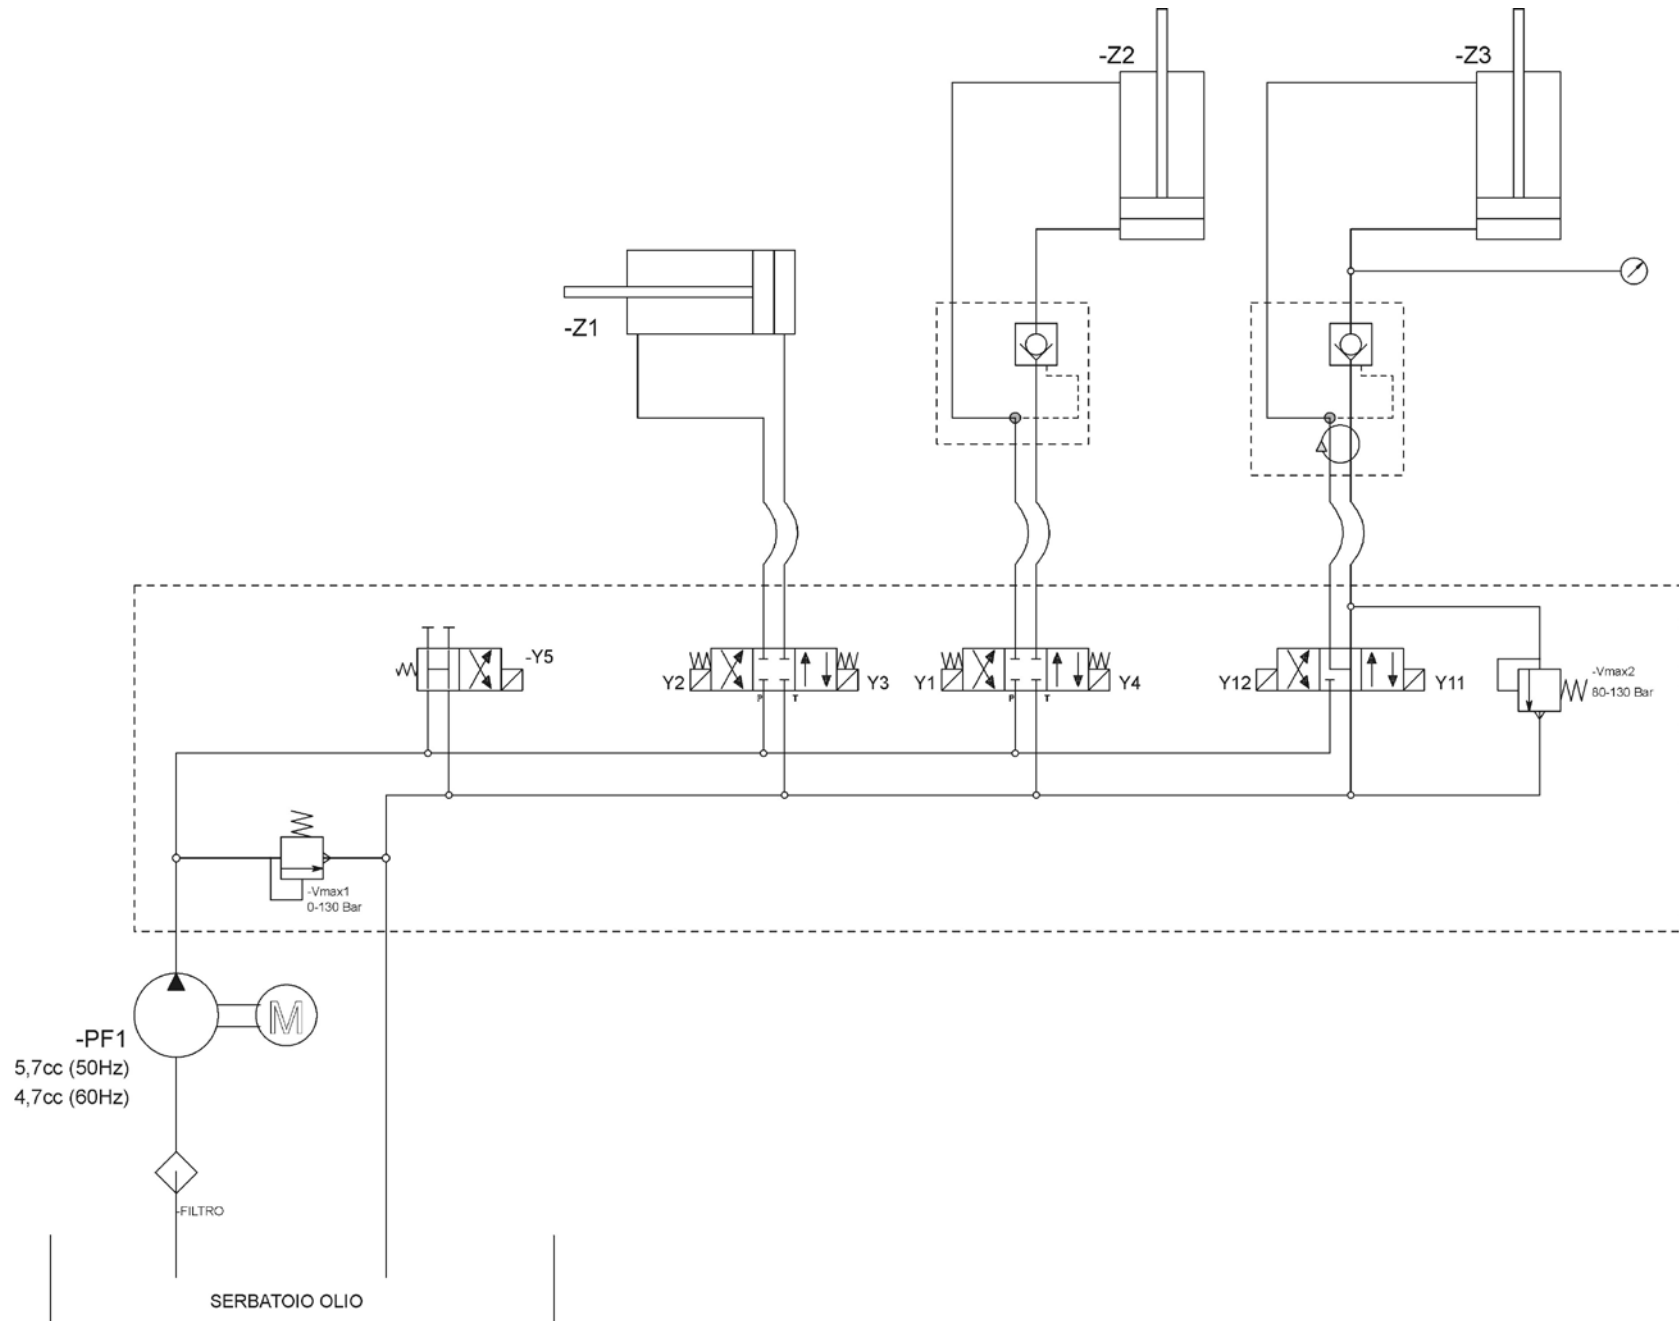 -Z2
-Z3
-Z1
-Y5
Y2
Y3
Y1
Y4
Y12
Y11
P
T
P
T
-Vmax2
80-130 Bar
-Vmax1
0-130 Bar
M
-PF1
5,7cc (50Hz)
4,7cc (60Hz)
-FILTRO
SERBATOIO OLIO